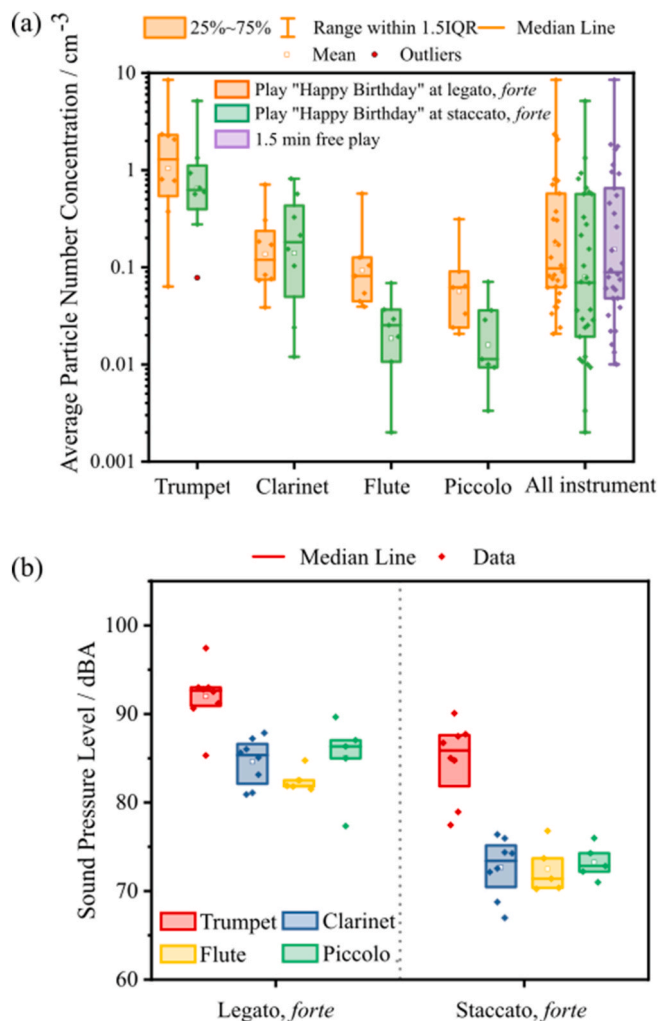 (a)
25%~75%
Range within 1.5IQR
Median Line
Mean
Outliers
Average Particle Number Concentration / cm⁻³
10
1
0.1
0.01
0.001
Play "Happy Birthday" at legato, forte
Play "Happy Birthday" at staccato, forte
1.5 min free play
Trumpet
Clarinet
Flute
Piccolo
All instrument
(b)
Median Line
Data
Sound Pressure Level / dBA
100
90
80
70
60
Trumpet
Clarinet
Flute
Piccolo
Legato, forte
Staccato, forte